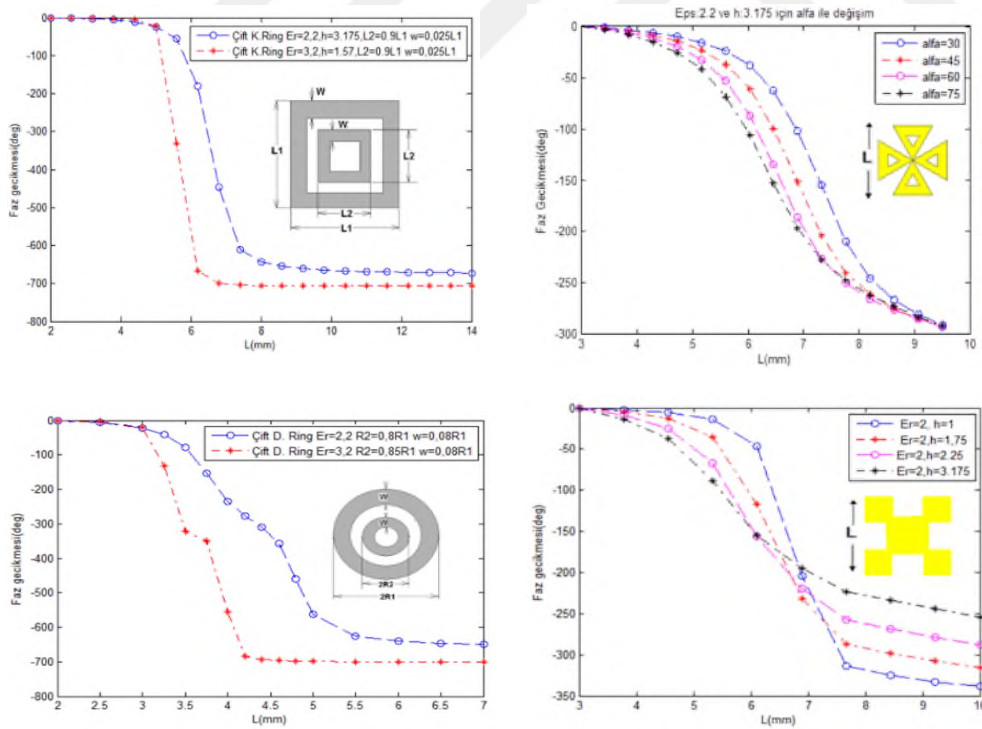 Çift K.Ring Er=2,2,h=3.175,L2=0.9L1 w=0,025L1
Çift K.Ring Er=3,2,h=1.57,L2=0.9L1 w=0,025L1
Faz gecikmesi(deg)
0
-100
-200
-300
-400
-500
-600
-700
-800
W
W
L1
L2
L2
L1
2
4
6
8
10
12
14
L(mm)
Eps:2.2 ve h:3.175 için alfa ile değişim
alfa=30
alfa=45
alfa=60
alfa=75
Faz Gecikmesi(deg)
0
-50
-100
-150
-200
-250
-300
L
3
4
5
6
7
8
9
10
L(mm)
Çift D. Ring Er=2,2 R2=0,8R1 w=0,08R1
Çift D. Ring Er=3,2 R2=0,85R1 w=0,08R1
Faz gecikmesi(deg)
0
-100
-200
-300
-400
-500
-600
-700
-800
W
W
2R2
2R1
2
2.5
3
3.5
4
4.5
5
5.5
6
6.5
7
L(mm)
Er=2, h=1
Er=2,h=1,75
Er=2,h=2.25
Er=2,h=3.175
Faz gecikmesi(deg)
0
-50
-100
-150
-200
-250
-300
-350
L
3
4
5
6
7
8
9
10
L(mm)